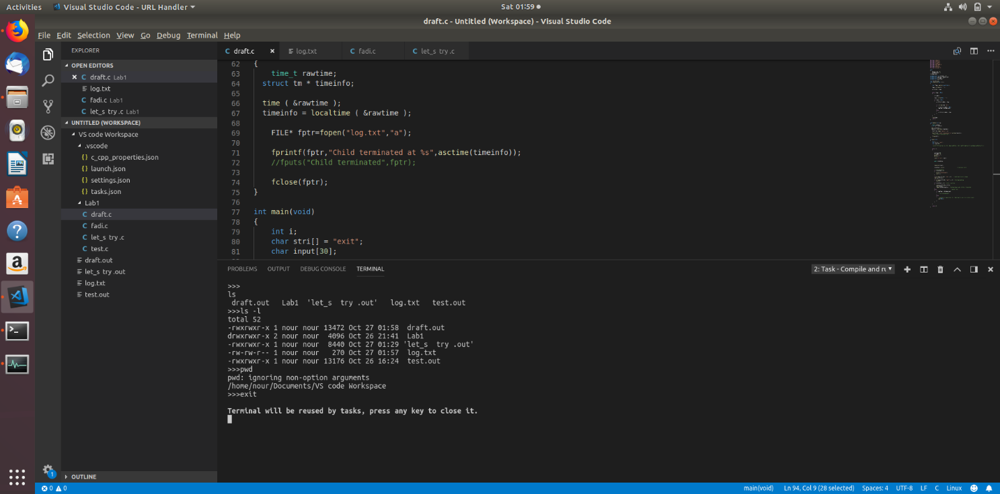 Activities Visual Studio Code - URL Handler Sat 01:59
draft.c - Untitled (Workspace) - Visual Studio Code
File Edit Selection View Go Debug Terminal Help
EXPLORER
OPEN EDITORS
draft.c Lab1
log.txt
fadi.c Lab1
let_s try .c Lab1
UNTITLED (WORKSPACE)
VS code Workspace
.vscode
{} c_cpp_properties.json
{} launch.json
{} settings.json
{} tasks.json
Lab1
C draft.c
C fadi.c
C let_s try .c
C test.c
draft.out
let_s try .out
log.txt
test.out
OUTLINE
C draft.c log.txt C fadi.c C let_s try .c
62 {
63 time_t rawtime;
64 struct tm * timeinfo;
65
66 time ( &rawtime );
67 timeinfo = localtime ( &rawtime );
68
69 FILE* fptr=fopen("log.txt","a");
70
71 fprintf(fptr,"Child terminated at %s",asctime(timeinfo));
72 //fputs("Child terminated",fptr);
73
74 fclose(fptr);
75 }
76
77 int main(void)
78 {
79 int i;
80 char stri[] = "exit";
81 char input[30];
PROBLEMS OUTPUT DEBUG CONSOLE TERMINAL 2: Task - Compile and ru
>>>
ls
draft.out Lab1 'let_s try .out' log.txt test.out
>>>ls -l
total 52
-rwxrwxr-x 1 nour nour 13472 Oct 27 01:58 draft.out
drwxrwxr-x 2 nour nour 4096 Oct 26 21:41 Lab1
-rwxrwxr-x 1 nour nour 8440 Oct 27 01:29 'let_s try .out'
-rw-rw-r-- 1 nour nour 270 Oct 27 01:57 log.txt
-rwxrwxr-x 1 nour nour 13176 Oct 26 16:24 test.out
>>>pwd
pwd: ignoring non-option arguments
/home/nour/Documents/VS code Workspace
>>>exit
Terminal will be reused by tasks, press any key to close it.
1
0 0 main(void) Ln 94, Col 9 (28 selected) Spaces: 4 UTF-8 LF C Linux